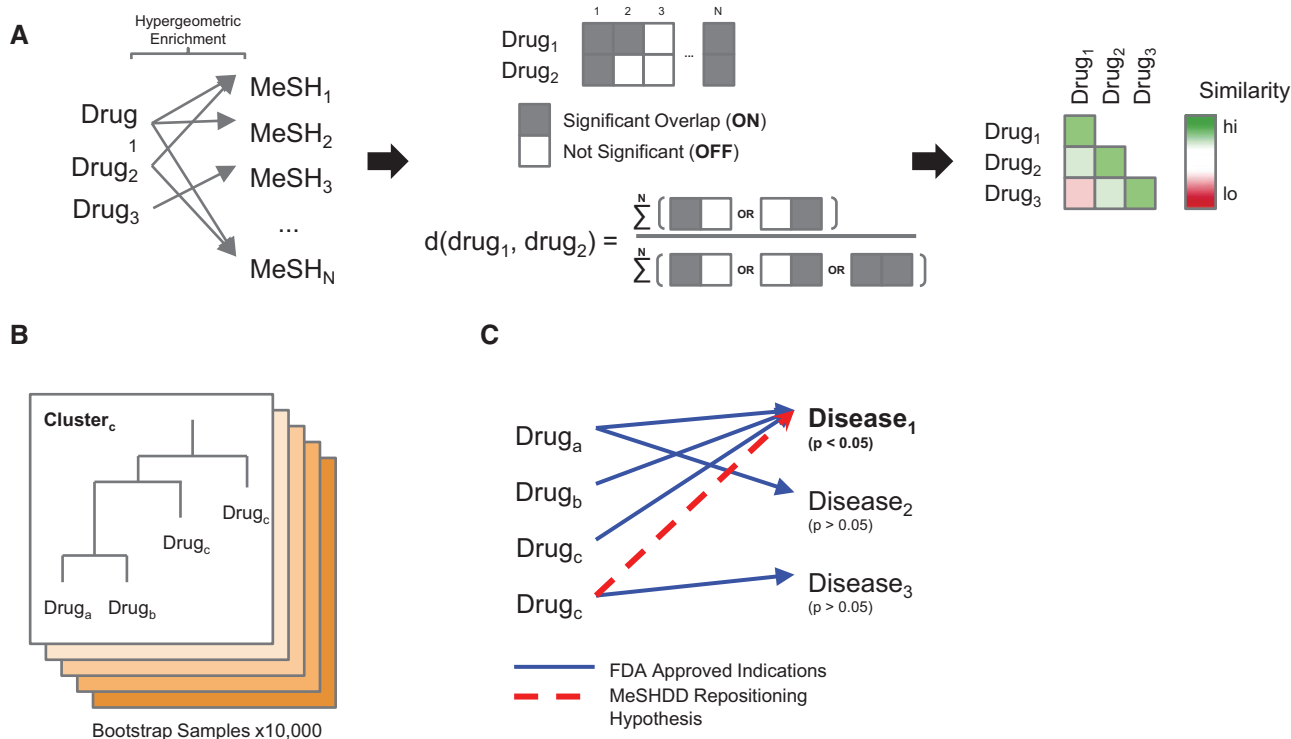 A
Hypergeometric
Enrichment
Drug
1
Drug2
Drug3
MeSH1
MeSH2
MeSH3
...
MeSHN
1 2 3 N
Drug1
Drug2
...
Significant Overlap (ON)
Not Significant (OFF)
d(drug1, drug2) =
N
∑ ( OR )
N
∑ ( OR OR )
Drug1
Drug2
Drug3
Similarity
Drug1
Drug2
Drug3
hi
lo
B
Clusterc
Drugc
Drugc
Druga Drugb
Bootstrap Samples x10,000
C
Druga
Drugb
Drugc
Drugc
Disease1
(p < 0.05)
Disease2
(p > 0.05)
Disease3
(p > 0.05)
FDA Approved Indications
MeSHDD Repositioning
Hypothesis